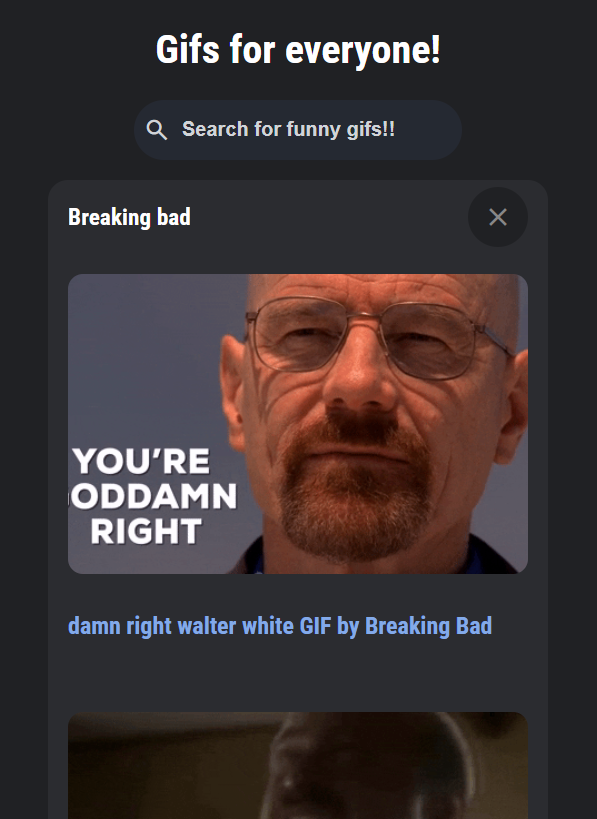 Gifs for everyone!
Search for funny gifs!!
Breaking bad
YOU'RE
ODDAMN
RIGHT
damn right walter white GIF by Breaking Bad